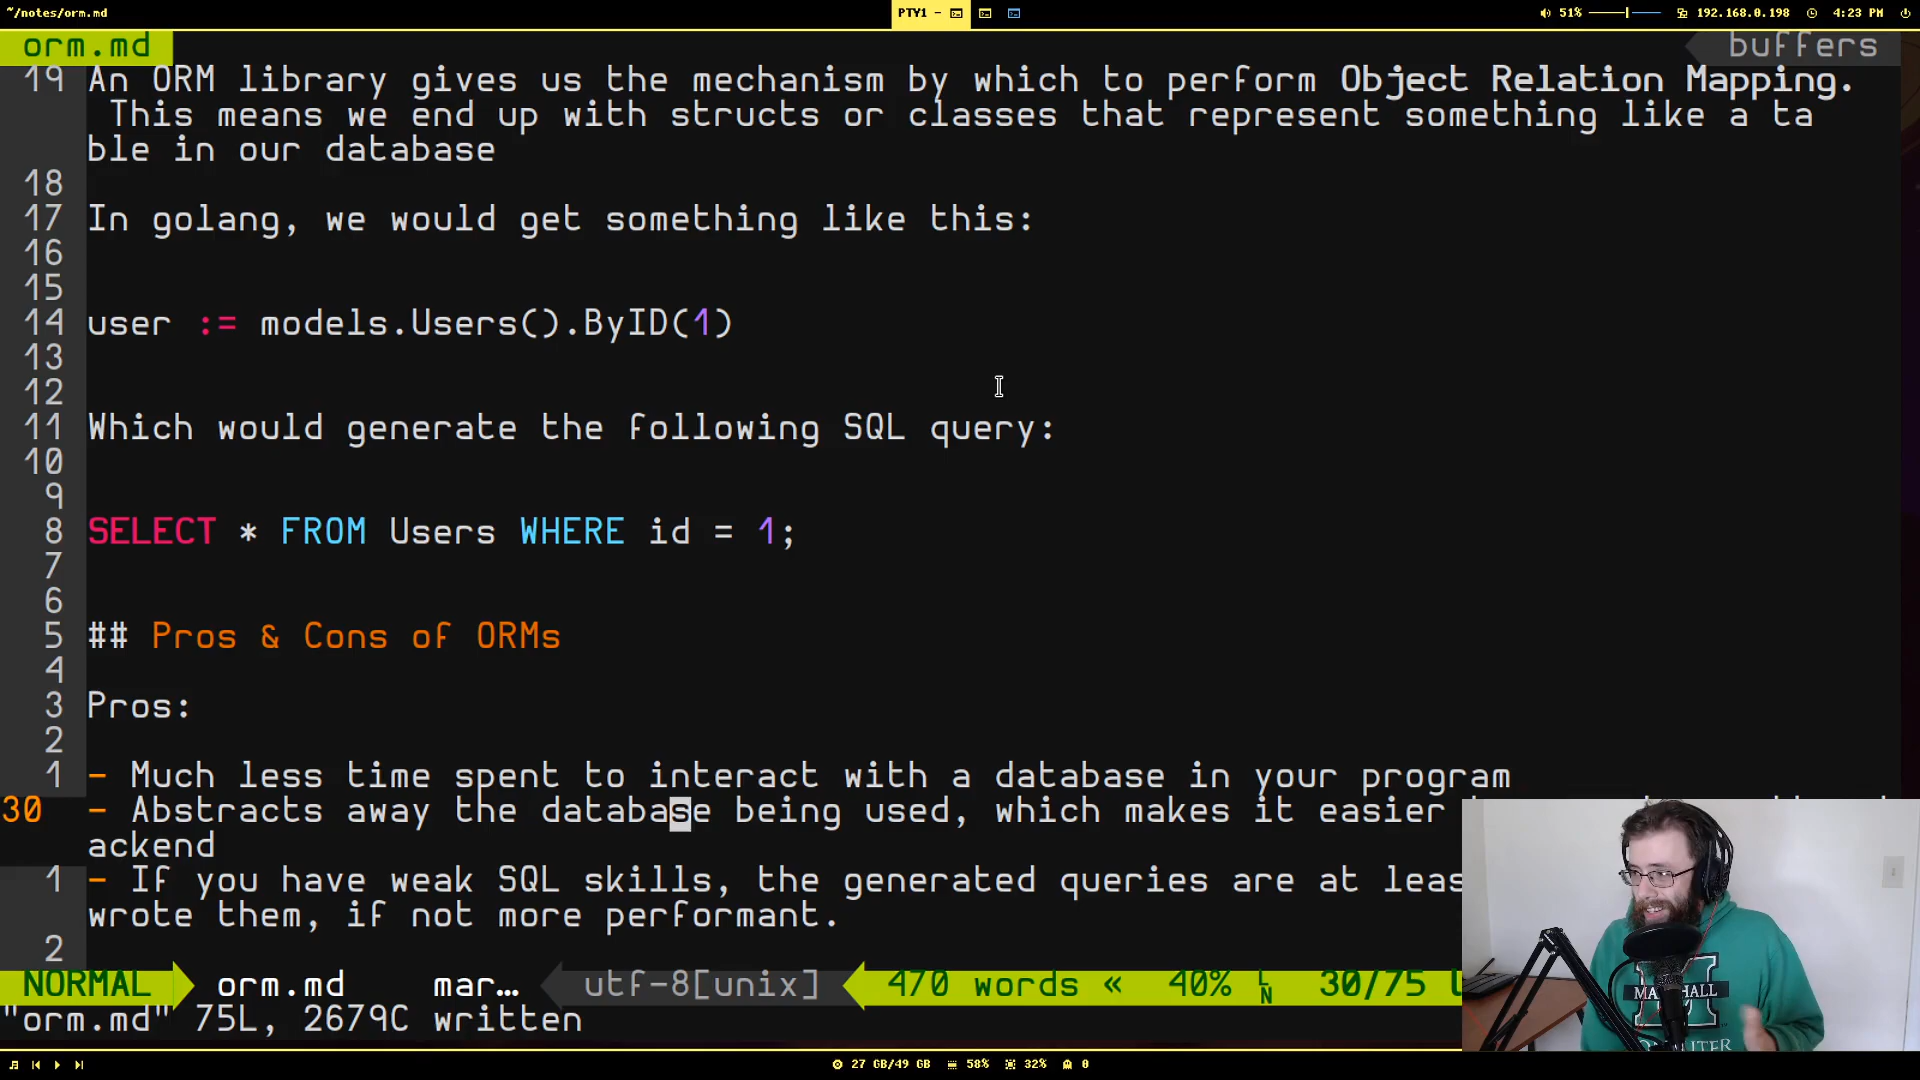 ~/notes/orm.md
PTY1 -
51%
192.168.0.198
4:23 PM
orm.md
buffers
19 An ORM library gives us the mechanism by which to perform Object Relation Mapping.
This means we end up with structs or classes that represent something like a ta
ble in our database
18
17 In golang, we would get something like this:
16
15
14 user := models.Users().ByID(1)
13
12
11 Which would generate the following SQL query:
10
9
8 SELECT * FROM Users WHERE id = 1;
7
6
5 ## Pros & Cons of ORMs
4
3 Pros:
2
1 - Much less time spent to interact with a database in your program
30 - Abstracts away the database being used, which makes it easier
ackend
1 - If you have weak SQL skills, the generated queries are at leas
wrote them, if not more performant.
2
NORMAL orm.md mar… utf-8[unix] 470 words « 40% LN 30/75
"orm.md" 75L, 2679C written
MARSHALL
27 GB/49 GB 58% 32% 0